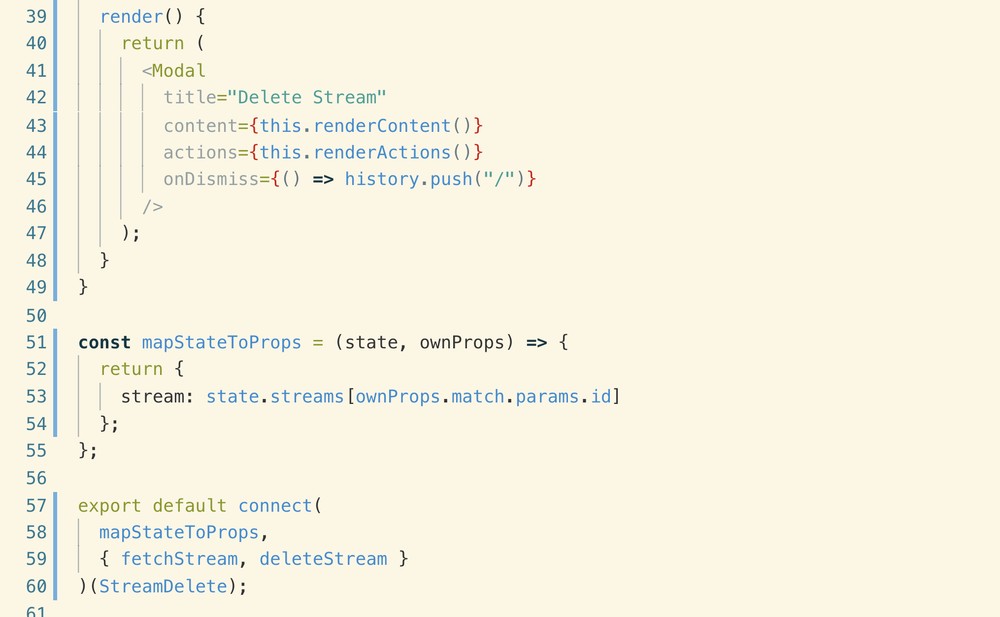 39 render() {
40 return (
41 <Modal
42 title="Delete Stream"
43 content={this.renderContent()}
44 actions={this.renderActions()}
45 onDismiss={() => history.push("/")}
46 />
47 );
48 }
49 }
50
51 const mapStateToProps = (state, ownProps) => {
52 return {
53 stream: state.streams[ownProps.match.params.id]
54 };
55 };
56
57 export default connect(
58 mapStateToProps,
59 { fetchStream, deleteStream }
60 )(StreamDelete);
61